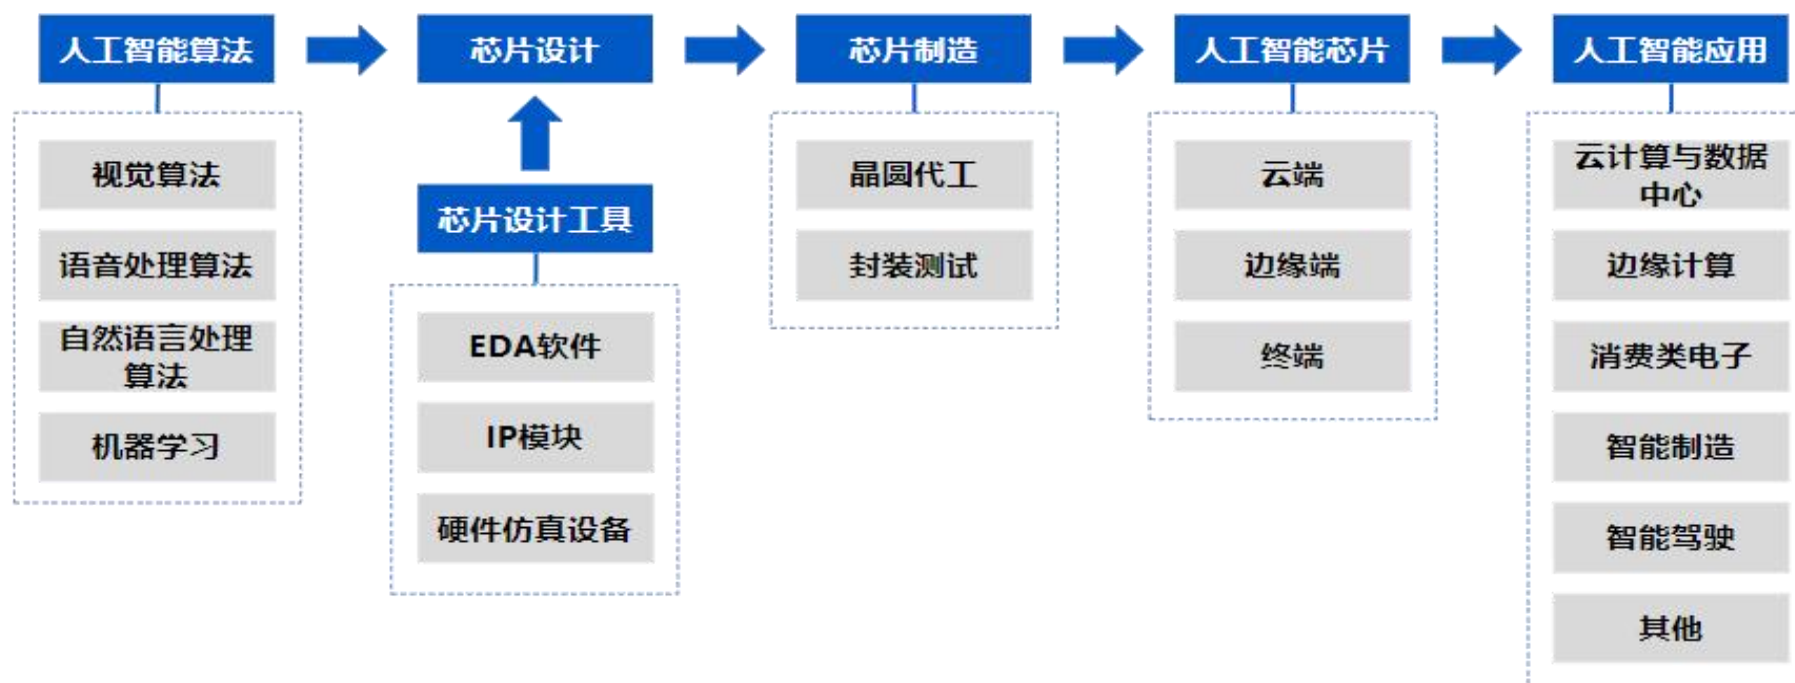 人工智能算法
芯片设计
芯片制造
人工智能芯片
人工智能应用
视觉算法
语音处理算法
自然语言处理
算法
机器学习
芯片设计工具
EDA软件
IP模块
硬件仿真设备
晶圆代工
封装测试
云端
边缘端
终端
云计算与数据
中心
边缘计算
消费类电子
智能制造
智能驾驶
其他